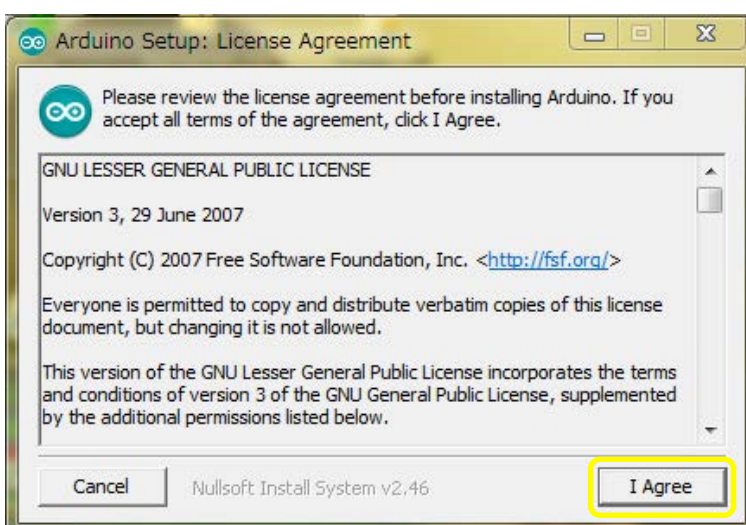 Arduino Setup: License Agreement
Please review the license agreement before installing Arduino. If you
accept all terms of the agreement, click I Agree.
GNU LESSER GENERAL PUBLIC LICENSE
Version 3, 29 June 2007
Copyright (C) 2007 Free Software Foundation, Inc. <http://fsf.org/>
Everyone is permitted to copy and distribute verbatim copies of this license
document, but changing it is not allowed.
This version of the GNU Lesser General Public License incorporates the terms
and conditions of version 3 of the GNU General Public License, supplemented
by the additional permissions listed below.
Cancel
Nullsoft Install System v2.46
I Agree